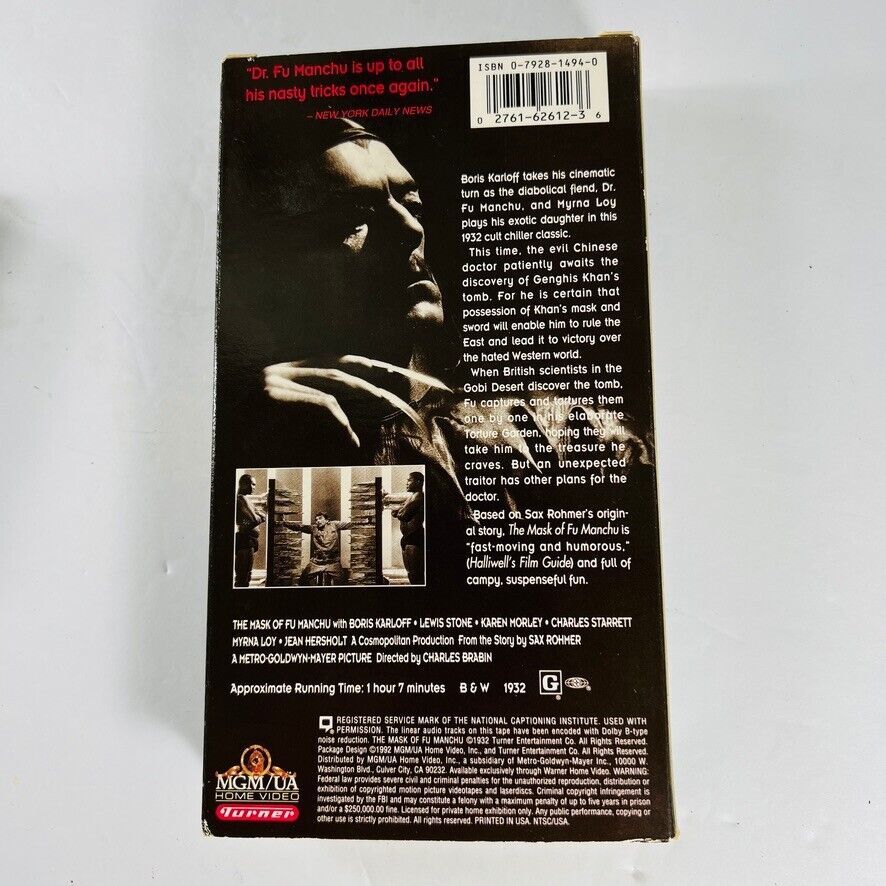 "Dr. Fu Manchu is up to all
his nasty tricks once again."
– NEW YORK DAILY NEWS
ISBN 0-7928-1494-0
0 2761-62612-3 6
Boris Karloff takes his cinematic
turn as the diabolical fiend, Dr.
Fu Manchu, and Myrna Loy
plays his exotic daughter in this
1932 cult chiller classic.
This time, the evil Chinese
doctor patiently awaits the
discovery of Genghis Khan's
tomb. For he is certain that
possession of Khan's mask and
sword will enable him to rule the
East and lead it to victory over
the hated Western world.
When British scientists in the
Gobi Desert discover the tomb,
Fu captures and tortures them
one by one in his elaborate
Torture Garden, hoping they will
take him to the treasure he
craves. But an unexpected
traitor has other plans for the
doctor.
Based on Sax Rohmer's origin-
al story, The Mask of Fu Manchu is
"fast-moving and humorous,"
(Halliwell's Film Guide) and full of
campy, suspenseful fun.
THE MASK OF FU MANCHU with BORIS KARLOFF • LEWIS STONE • KAREN MORLEY • CHARLES STARRETT
MYRNA LOY • JEAN HERSHOLT A Cosmopolitan Production From the Story by SAX ROHMER
A METRO-GOLDWYN-MAYER PICTURE Directed by CHARLES BRABIN
Approximate Running Time: 1 hour 7 minutes B & W 1932 G
REGISTERED SERVICE MARK OF THE NATIONAL CAPTIONING INSTITUTE. USED WITH
PERMISSION. The linear audio tracks on this tape have been encoded with Dolby B-type
noise reduction. THE MASK OF FU MANCHU ©1932 Turner Entertainment Co. All Rights Reserved.
Package Design ©1992 MGM/UA Home Video, Inc., and Turner Entertainment Co. All Rights Reserved.
Distributed by MGM/UA Home Video, Inc., a subsidiary of Metro-Goldwyn-Mayer Inc., 10000 W.
Washington Blvd., Culver City, CA 90232. Available exclusively through Warner Home Video. WARNING:
Federal law provides severe civil and criminal penalties for the unauthorized reproduction, distribution or
exhibition of copyrighted motion picture videotapes and laserdiscs. Criminal copyright infringement is
investigated by the FBI and may constitute a felony with a maximum penalty of up to five years in prison
and/or a $250,000.00 fine. Licensed for private home exhibition only. Any public performance, copying or
other use is strictly prohibited. All rights reserved. PRINTED IN USA. NTSC/USA.
MGM/UA
HOME VIDEO
Turner